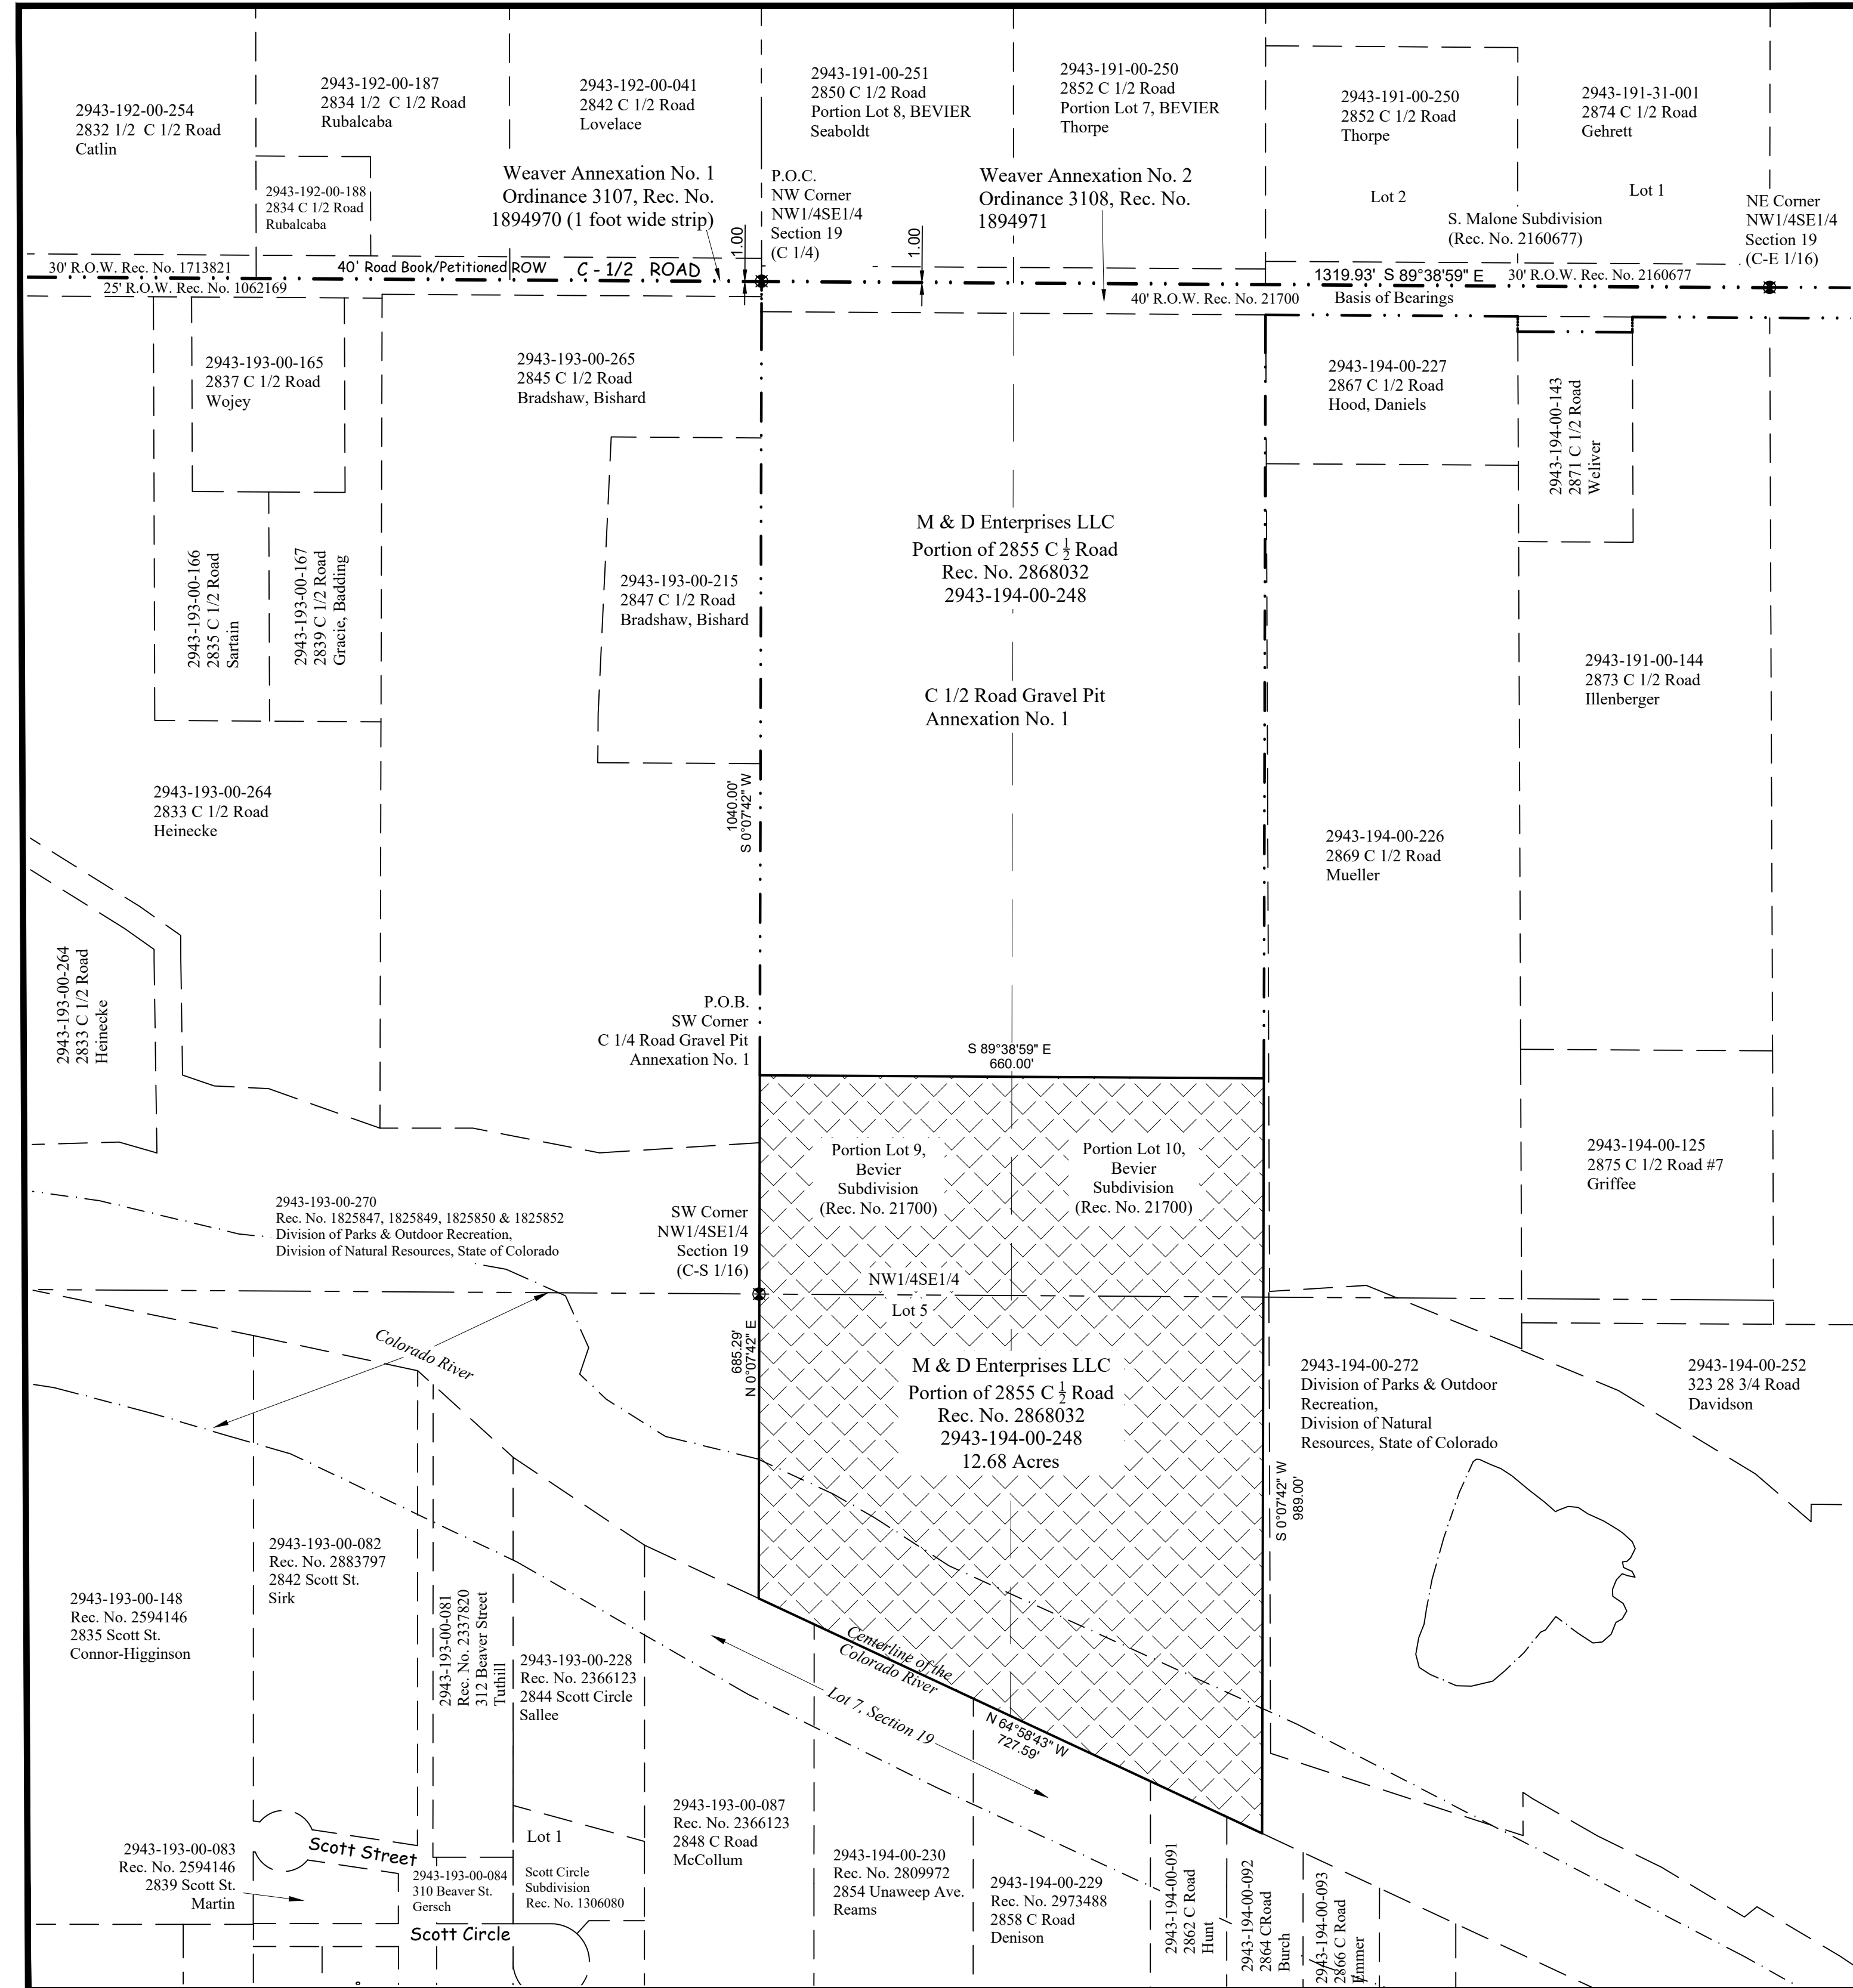 2943-192-00-254
2832 1/2  C 1/2 Road
Catlin
2943-192-00-187
2834 1/2  C 1/2 Road
Rubalcaba
2943-192-00-041
2842 C 1/2 Road
Lovelace
2943-191-00-251
2850 C 1/2 Road
Portion Lot 8, BEVIER
Seaboldt
2943-191-00-250
2852 C 1/2 Road
Portion Lot 7, BEVIER
Thorpe
2943-191-00-250
2852 C 1/2 Road
Thorpe
2943-191-31-001
2874 C 1/2 Road
Gehrett
2943-192-00-188
2834 C 1/2 Road
Rubalcaba
Weaver Annexation No. 1
Ordinance 3107, Rec. No.
1894970 (1 foot wide strip)
P.O.C.
NW Corner
NW1/4SE1/4
Section 19
(C 1/4)
Weaver Annexation No. 2
Ordinance 3108, Rec. No.
1894971
Lot 2
Lot 1
S. Malone Subdivision
(Rec. No. 2160677)
NE Corner
NW1/4SE1/4
Section 19
(C-E 1/16)
1.00
1.00
30' R.O.W. Rec. No. 1713821
40' Road Book/Petitioned ROW
C - 1/2 ROAD
25' R.O.W. Rec. No. 1062169
1319.93' S 89°38'59" E
30' R.O.W. Rec. No. 2160677
40' R.O.W. Rec. No. 21700
Basis of Bearings
2943-193-00-165
2837 C 1/2 Road
Wojey
2943-193-00-265
2845 C 1/2 Road
Bradshaw, Bishard
2943-194-00-227
2867 C 1/2 Road
Hood, Daniels
2943-194-00-143
2871 C 1/2 Road
Weliver
2943-193-00-166
2835 C 1/2 Road
Sartain
2943-193-00-167
2839 C 1/2 Road
Gracie, Badding
2943-193-00-215
2847 C 1/2 Road
Bradshaw, Bishard
M & D Enterprises LLC
Portion of 2855 C 1/2 Road
Rec. No. 2868032
2943-194-00-248
C 1/2 Road Gravel Pit
Annexation No. 1
2943-191-00-144
2873 C 1/2 Road
Illenberger
2943-193-00-264
2833 C 1/2 Road
Heinecke
1040.00'
S 0°07'42" W
2943-194-00-226
2869 C 1/2 Road
Mueller
2943-193-00-264
2833 C 1/2 Road
Heinecke
P.O.B.
SW Corner
C 1/4 Road Gravel Pit
Annexation No. 1
S 89°38'59" E
660.00'
Portion Lot 9,
Bevier
Subdivision
(Rec. No. 21700)
Portion Lot 10,
Bevier
Subdivision
(Rec. No. 21700)
2943-194-00-125
2875 C 1/2 Road #7
Griffee
2943-193-00-270
Rec. No. 1825847, 1825849, 1825850 & 1825852
Division of Parks & Outdoor Recreation,
Division of Natural Resources, State of Colorado
SW Corner
NW1/4SE1/4
Section 19
(C-S 1/16)
NW1/4SE1/4
Lot 5
Colorado River
685.29'
N 0°07'42" E
M & D Enterprises LLC
Portion of 2855 C 1/2 Road
Rec. No. 2868032
2943-194-00-248
12.68 Acres
2943-194-00-272
Division of Parks & Outdoor
Recreation,
Division of Natural
Resources, State of Colorado
2943-194-00-252
323 28 3/4 Road
Davidson
S 0°07'42" W
989.00'
2943-193-00-082
Rec. No. 2883797
2842 Scott St.
Sirk
2943-193-00-148
Rec. No. 2594146
2835 Scott St.
Connor-Higginson
2943-193-00-081
Rec. No. 2337820
312 Beaver Street
Tuthill
2943-193-00-228
Rec. No. 2366123
2844 Scott Circle
Sallee
Centerline of the
Colorado River
Lot 7, Section 19
N 64°58'43" W
727.59'
2943-193-00-087
Rec. No. 2366123
2848 C Road
McCollum
2943-193-00-083
Rec. No. 2594146
2839 Scott St.
Martin
Scott Street
2943-193-00-084
310 Beaver St.
Gersch
Lot 1
Scott Circle
Subdivision
Rec. No. 1306080
Scott Circle
2943-194-00-230
Rec. No. 2809972
2854 Unaweep Ave.
Reams
2943-194-00-229
Rec. No. 2973488
2858 C Road
Denison
2943-194-00-091
2862 C Road
Hunt
2943-194-00-092
2864 CRoad
Burch
2943-194-00-093
2866 C Road
Emmer